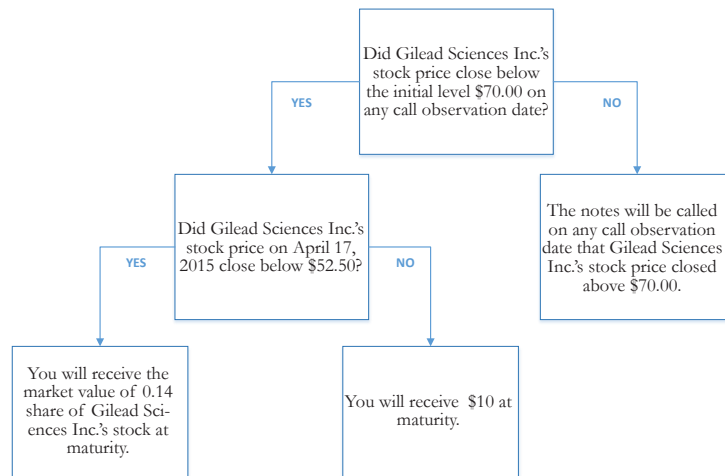 Did Gilead Sciences Inc.'s
stock price close below
the initial level $70.00 on
any call observation date?
YES
NO
Did Gilead Sciences Inc.'s
stock price on April 17,
2015 close below $52.50?
The notes will be called
on any call observation
date that Gilead Sciences
Inc.'s stock price closed
above $70.00.
YES
NO
You will receive the
market value of 0.14
share of Gilead Sci-
ences Inc.'s stock at
maturity.
You will receive $10 at
maturity.